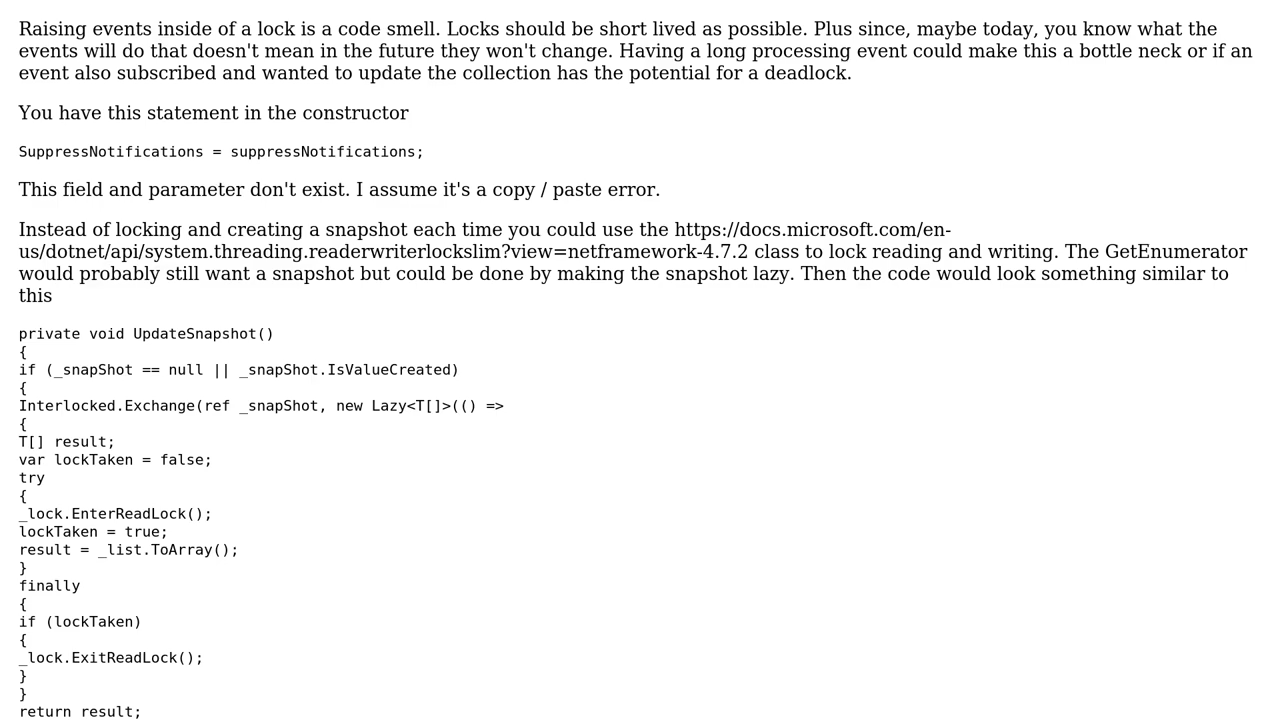 Raising events inside of a lock is a code smell. Locks should be short lived as possible. Plus since, maybe today, you know what the
events will do that doesn't mean in the future they won't change. Having a long processing event could make this a bottle neck or if an
event also subscribed and wanted to update the collection has the potential for a deadlock.
You have this statement in the constructor
SuppressNotifications = suppressNotifications;
This field and parameter don't exist. I assume it's a copy / paste error.
Instead of locking and creating a snapshot each time you could use the https://docs.microsoft.com/en-
us/dotnet/api/system.threading.readerwriterlockslim?view=netframework-4.7.2 class to lock reading and writing. The GetEnumerator
would probably still want a snapshot but could be done by making the snapshot lazy. Then the code would look something similar to
this
private void UpdateSnapshot()
{
if (_snapShot == null || _snapShot.IsValueCreated)
{
Interlocked.Exchange(ref _snapShot, new Lazy<T[]>(() =>
{
T[] result;
var lockTaken = false;
try
{
_lock.EnterReadLock();
lockTaken = true;
result = _list.ToArray();
}
finally
{
if (lockTaken)
{
_lock.ExitReadLock();
}
}
return result;